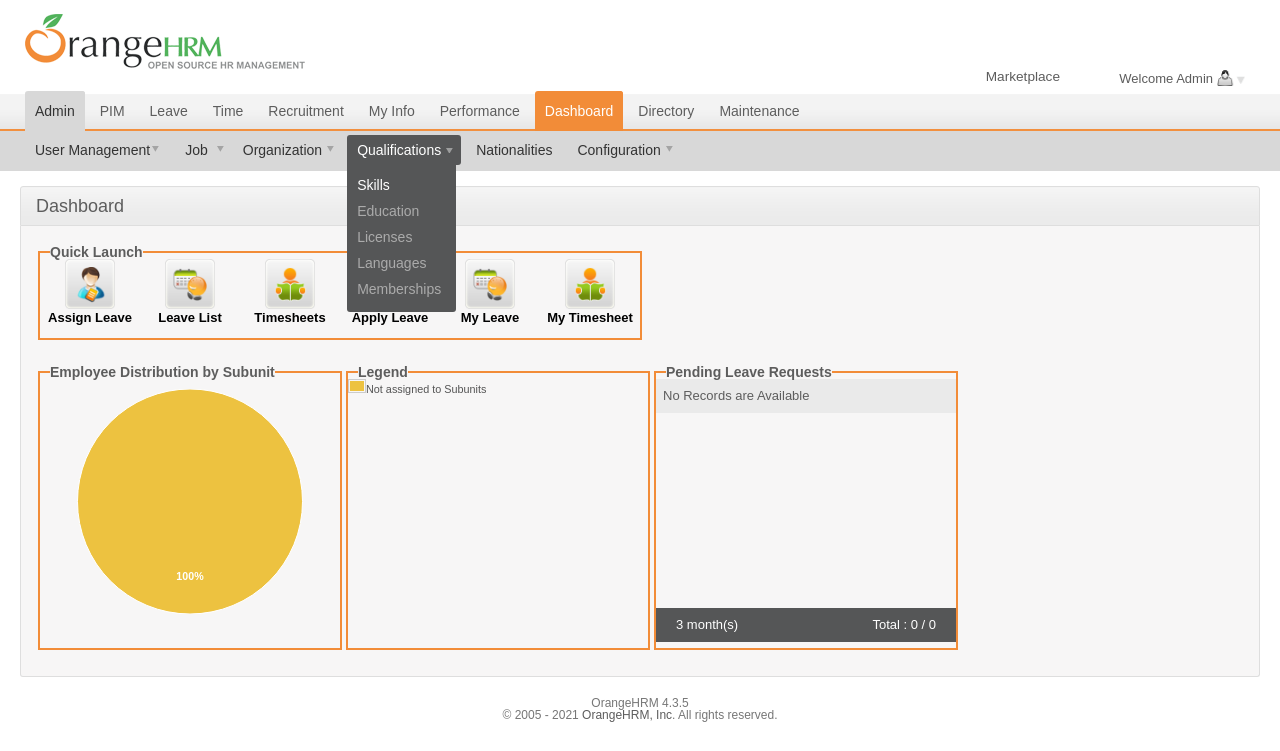 OrangeHRM
OPEN SOURCE HR MANAGEMENT
Marketplace Welcome Admin
Admin PIM Leave Time Recruitment My Info Performance Dashboard Directory Maintenance
User Management Job Organization Qualifications Nationalities Configuration
Skills
Education
Licenses
Languages
Memberships
Dashboard
Quick Launch
Assign Leave Leave List Timesheets Apply Leave My Leave My Timesheet
Employee Distribution by Subunit
100%
Legend
Not assigned to Subunits
Pending Leave Requests
No Records are Available
3 month(s) Total : 0 / 0
OrangeHRM 4.3.5
© 2005 - 2021 OrangeHRM, Inc. All rights reserved.